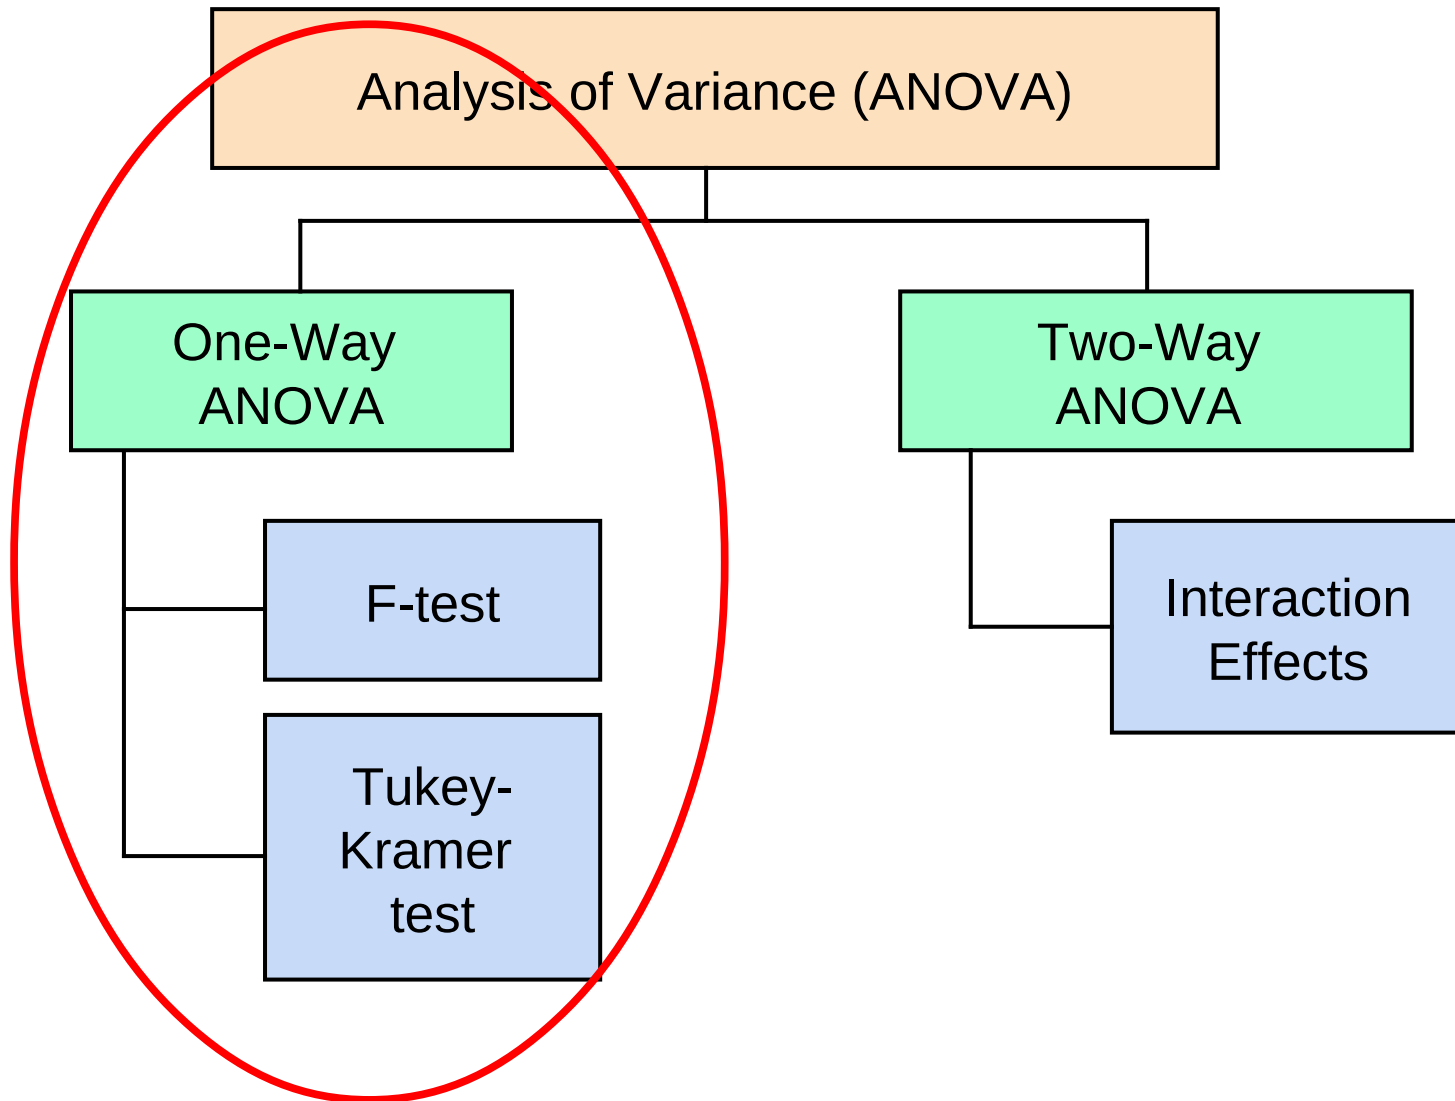 Analysis of Variance (ANOVA)
One-Way
ANOVA
F-test
Tukey-
Kramer
test
Two-Way
ANOVA
Interaction
Effects